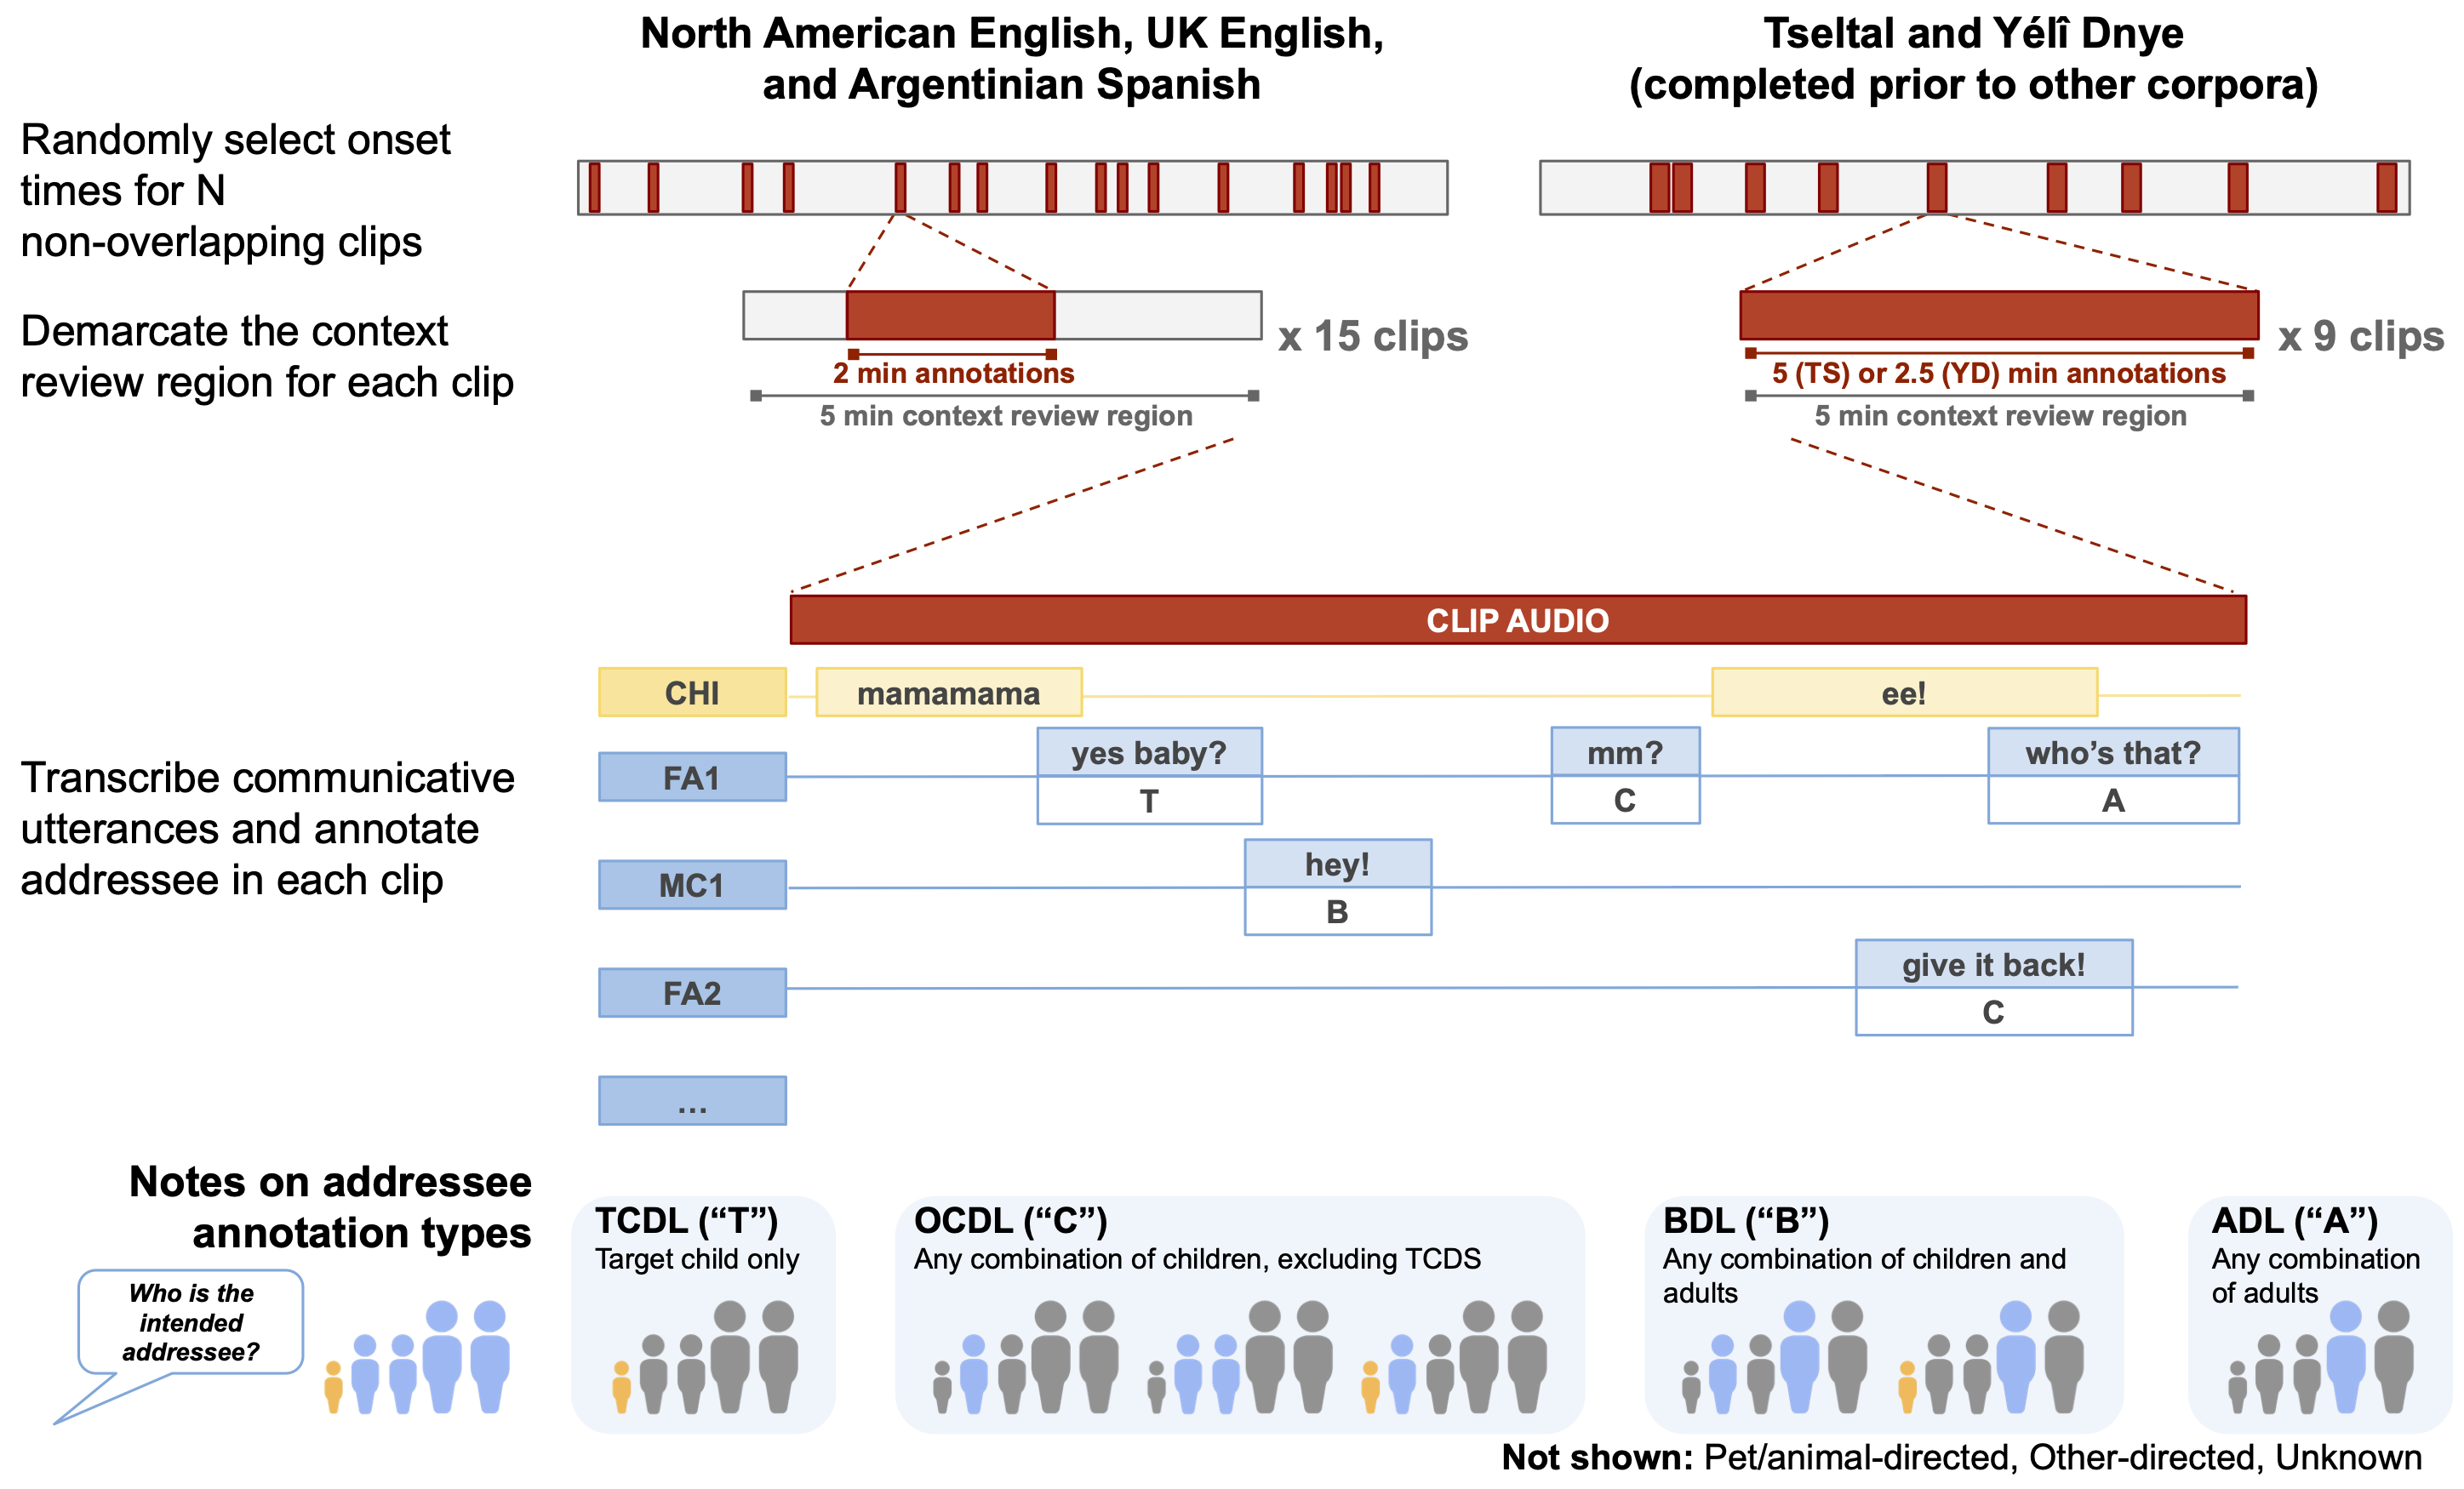 North American English, UK English,
and Argentinian Spanish
Tseltal and Yélî Dnye
(completed prior to other corpora)
Randomly select onset
times for N
non-overlapping clips
Demarcate the context
review region for each clip
x 15 clips
2 min annotations
5 min context review region
x 9 clips
5 (TS) or 2.5 (YD) min annotations
5 min context review region
CLIP AUDIO
Transcribe communicative
utterances and annotate
addressee in each clip
CHI
mamamama
ee!
FA1
yes baby?
T
mm?
C
who’s that?
A
MC1
hey!
B
FA2
give it back!
C
…
Notes on addressee
annotation types
Who is the
intended
addressee?
TCDL (“T”)
Target child only
OCDL (“C”)
Any combination of children, excluding TCDS
BDL (“B”)
Any combination of children and
adults
ADL (“A”)
Any combination
of adults
Not shown: Pet/animal-directed, Other-directed, Unknown